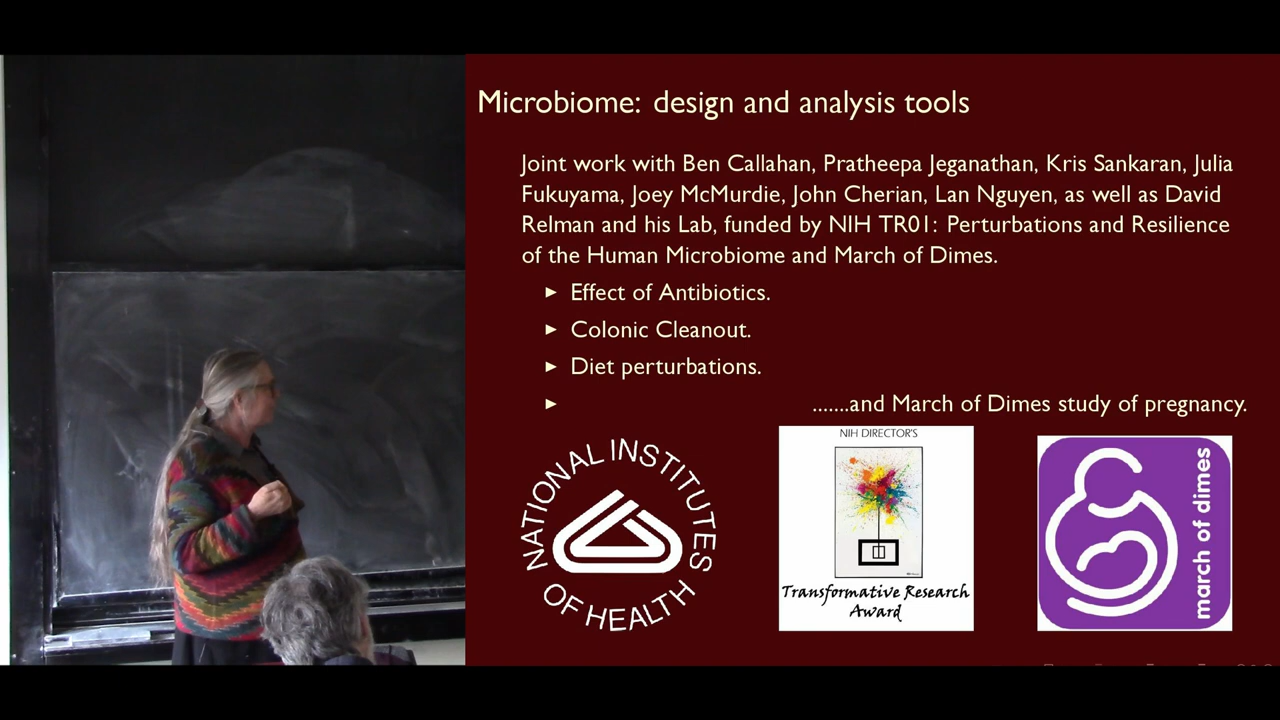 Microbiome: design and analysis tools
Joint work with Ben Callahan, Pratheepa Jeganathan, Kris Sankaran, Julia
Fukuyama, Joey McMurdie, John Cherian, Lan Nguyen, as well as David
Relman and his Lab, funded by NIH TR01: Perturbations and Resilience
of the Human Microbiome and March of Dimes.
► Effect of Antibiotics.
► Colonic Cleanout.
► Diet perturbations.
► .......and March of Dimes study of pregnancy.
NATIONAL INSTITUTES
OF HEALTH
NIH DIRECTOR'S
Transformative Research
Award
march of dimes